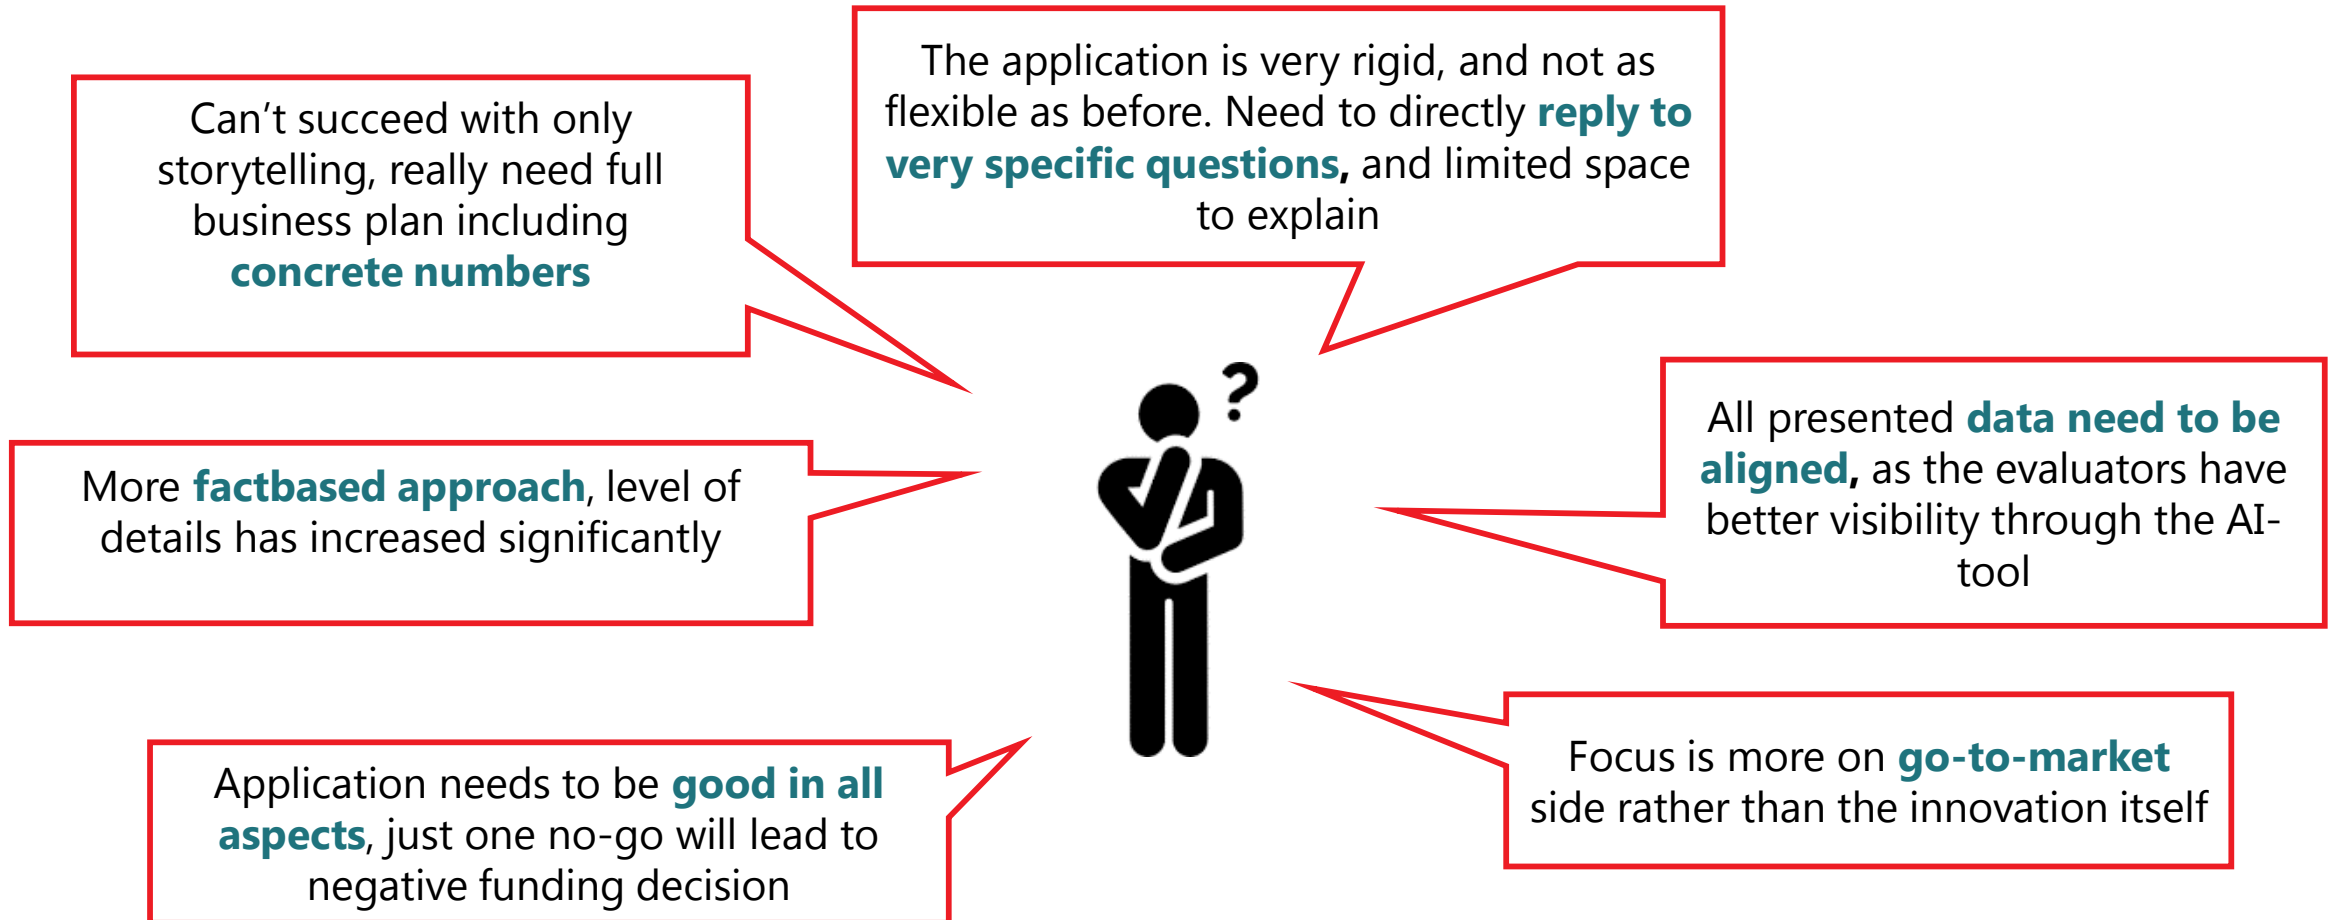 The application is very rigid, and not as
flexible as before. Need to directly reply to
very specific questions, and limited space
to explain
Can’t succeed with only
storytelling, really need full
business plan including
concrete numbers
?
All presented data need to be
aligned, as the evaluators have
better visibility through the AI-
tool
More factbased approach, level of
details has increased significantly
Focus is more on go-to-market
side rather than the innovation itself
Application needs to be good in all
aspects, just one no-go will lead to
negative funding decision